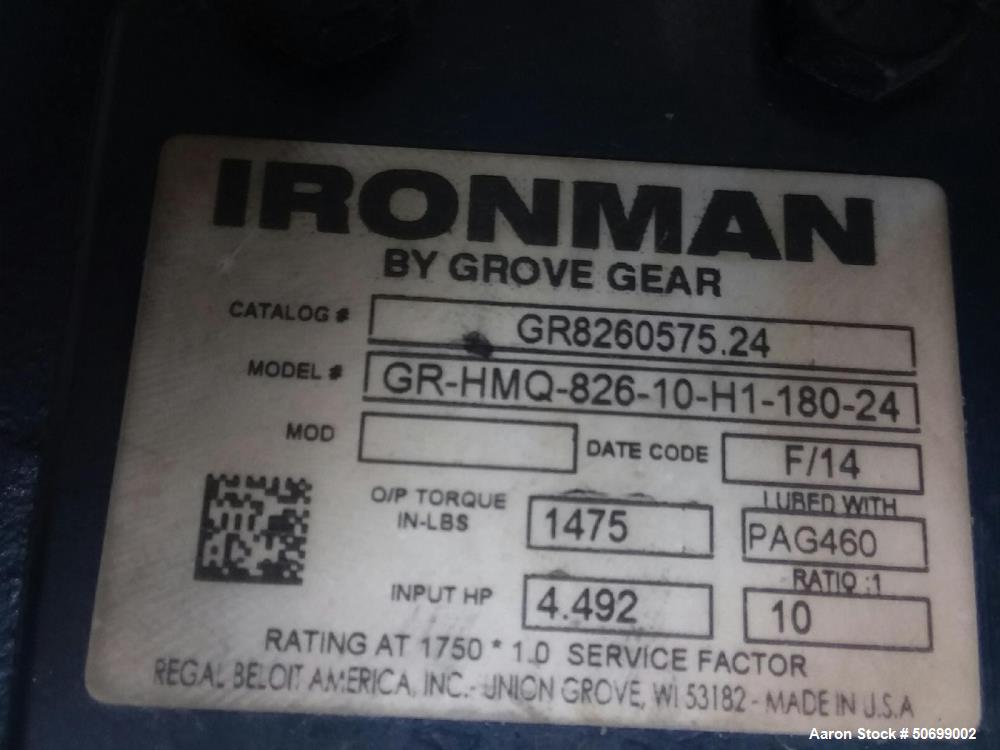 IRONMAN
BY GROVE GEAR
CATALOG # GR8260575.24
MODEL # GR-HMQ-826-10-H1-180-24
MOD
DATE CODE F/14
O/P TORQUE
IN-LBS
1475
LUBED WITH
PAG460
INPUT HP 4.492
RATIO :1
10
RATING AT 1750 * 1.0 SERVICE FACTOR
REGAL BELOIT AMERICA, INC.- UNION GROVE, WI 53182 - MADE IN U.S.A
Aaron Stock # 50699002